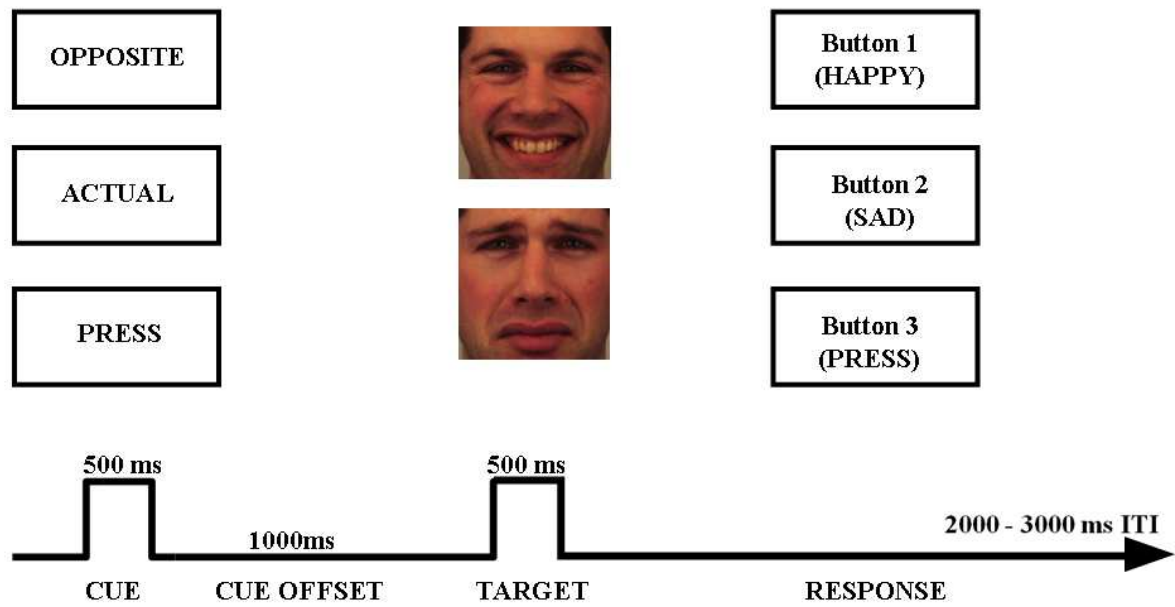 OPPOSITE
Button 1
(HAPPY)
ACTUAL
Button 2
(SAD)
PRESS
Button 3
(PRESS)
500 ms
500 ms
1000ms
2000 - 3000 ms ITI
CUE
CUE OFFSET
TARGET
RESPONSE